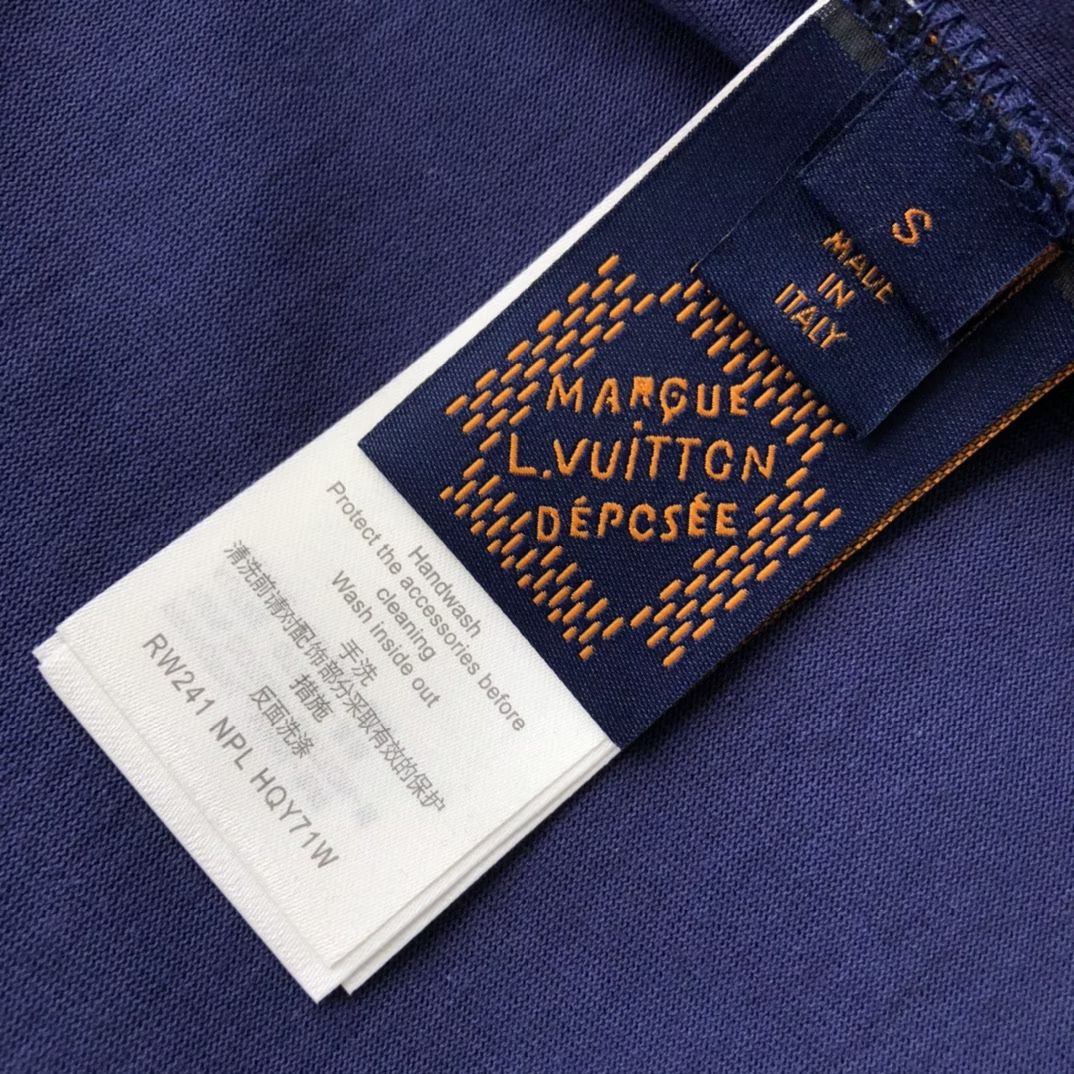 S
MADE
IN
ITALY
MARQUE
L.VUITTON
DÉPOSÉE
Handwash
Protect the accessories before
cleaning
Wash inside out
手洗
清洗前请对配饰部分采取有效的保护
措施
反面洗涤
RW241 NPL HQY71W